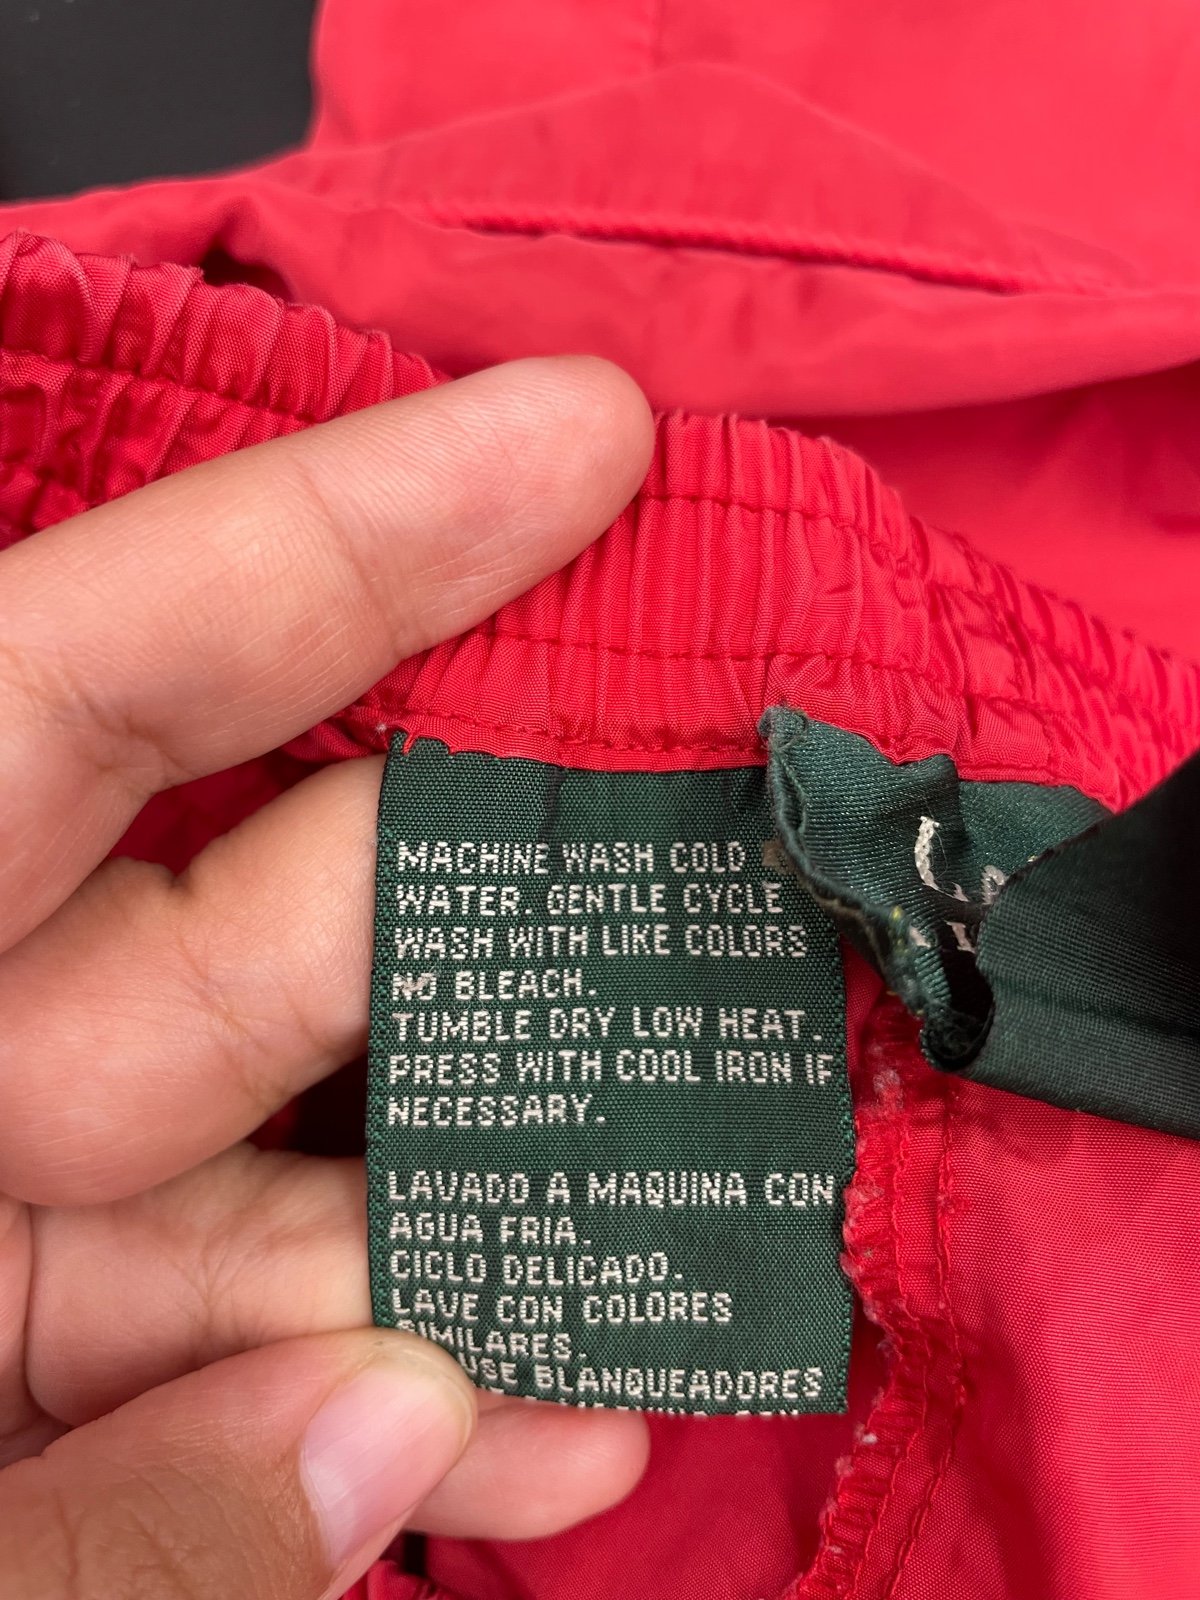 MACHINE WASH COLD
WATER. GENTLE CYCLE
WASH WITH LIKE COLORS
NO BLEACH.
TUMBLE DRY LOW HEAT.
PRESS WITH COOL IRON IF
NECESSARY.
LAVADO A MAQUINA CON
AGUA FRIA.
CICLO DELICADO.
LAVE CON COLORES
SIMILARES.
USE BLANQUEADORES